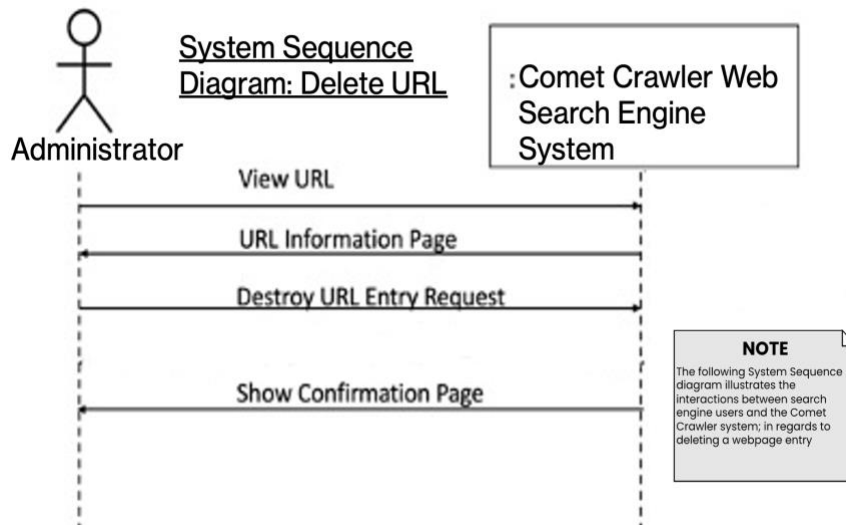 System Sequence
Diagram: Delete URL
:Comet Crawler Web
Search Engine
System
Administrator
View URL
URL Information Page
Destroy URL Entry Request
Show Confirmation Page
NOTE
The following System Sequence
diagram illustrates the
interactions between search
engine users and the Comet
Crawler system; in regards to
deleting a webpage entry